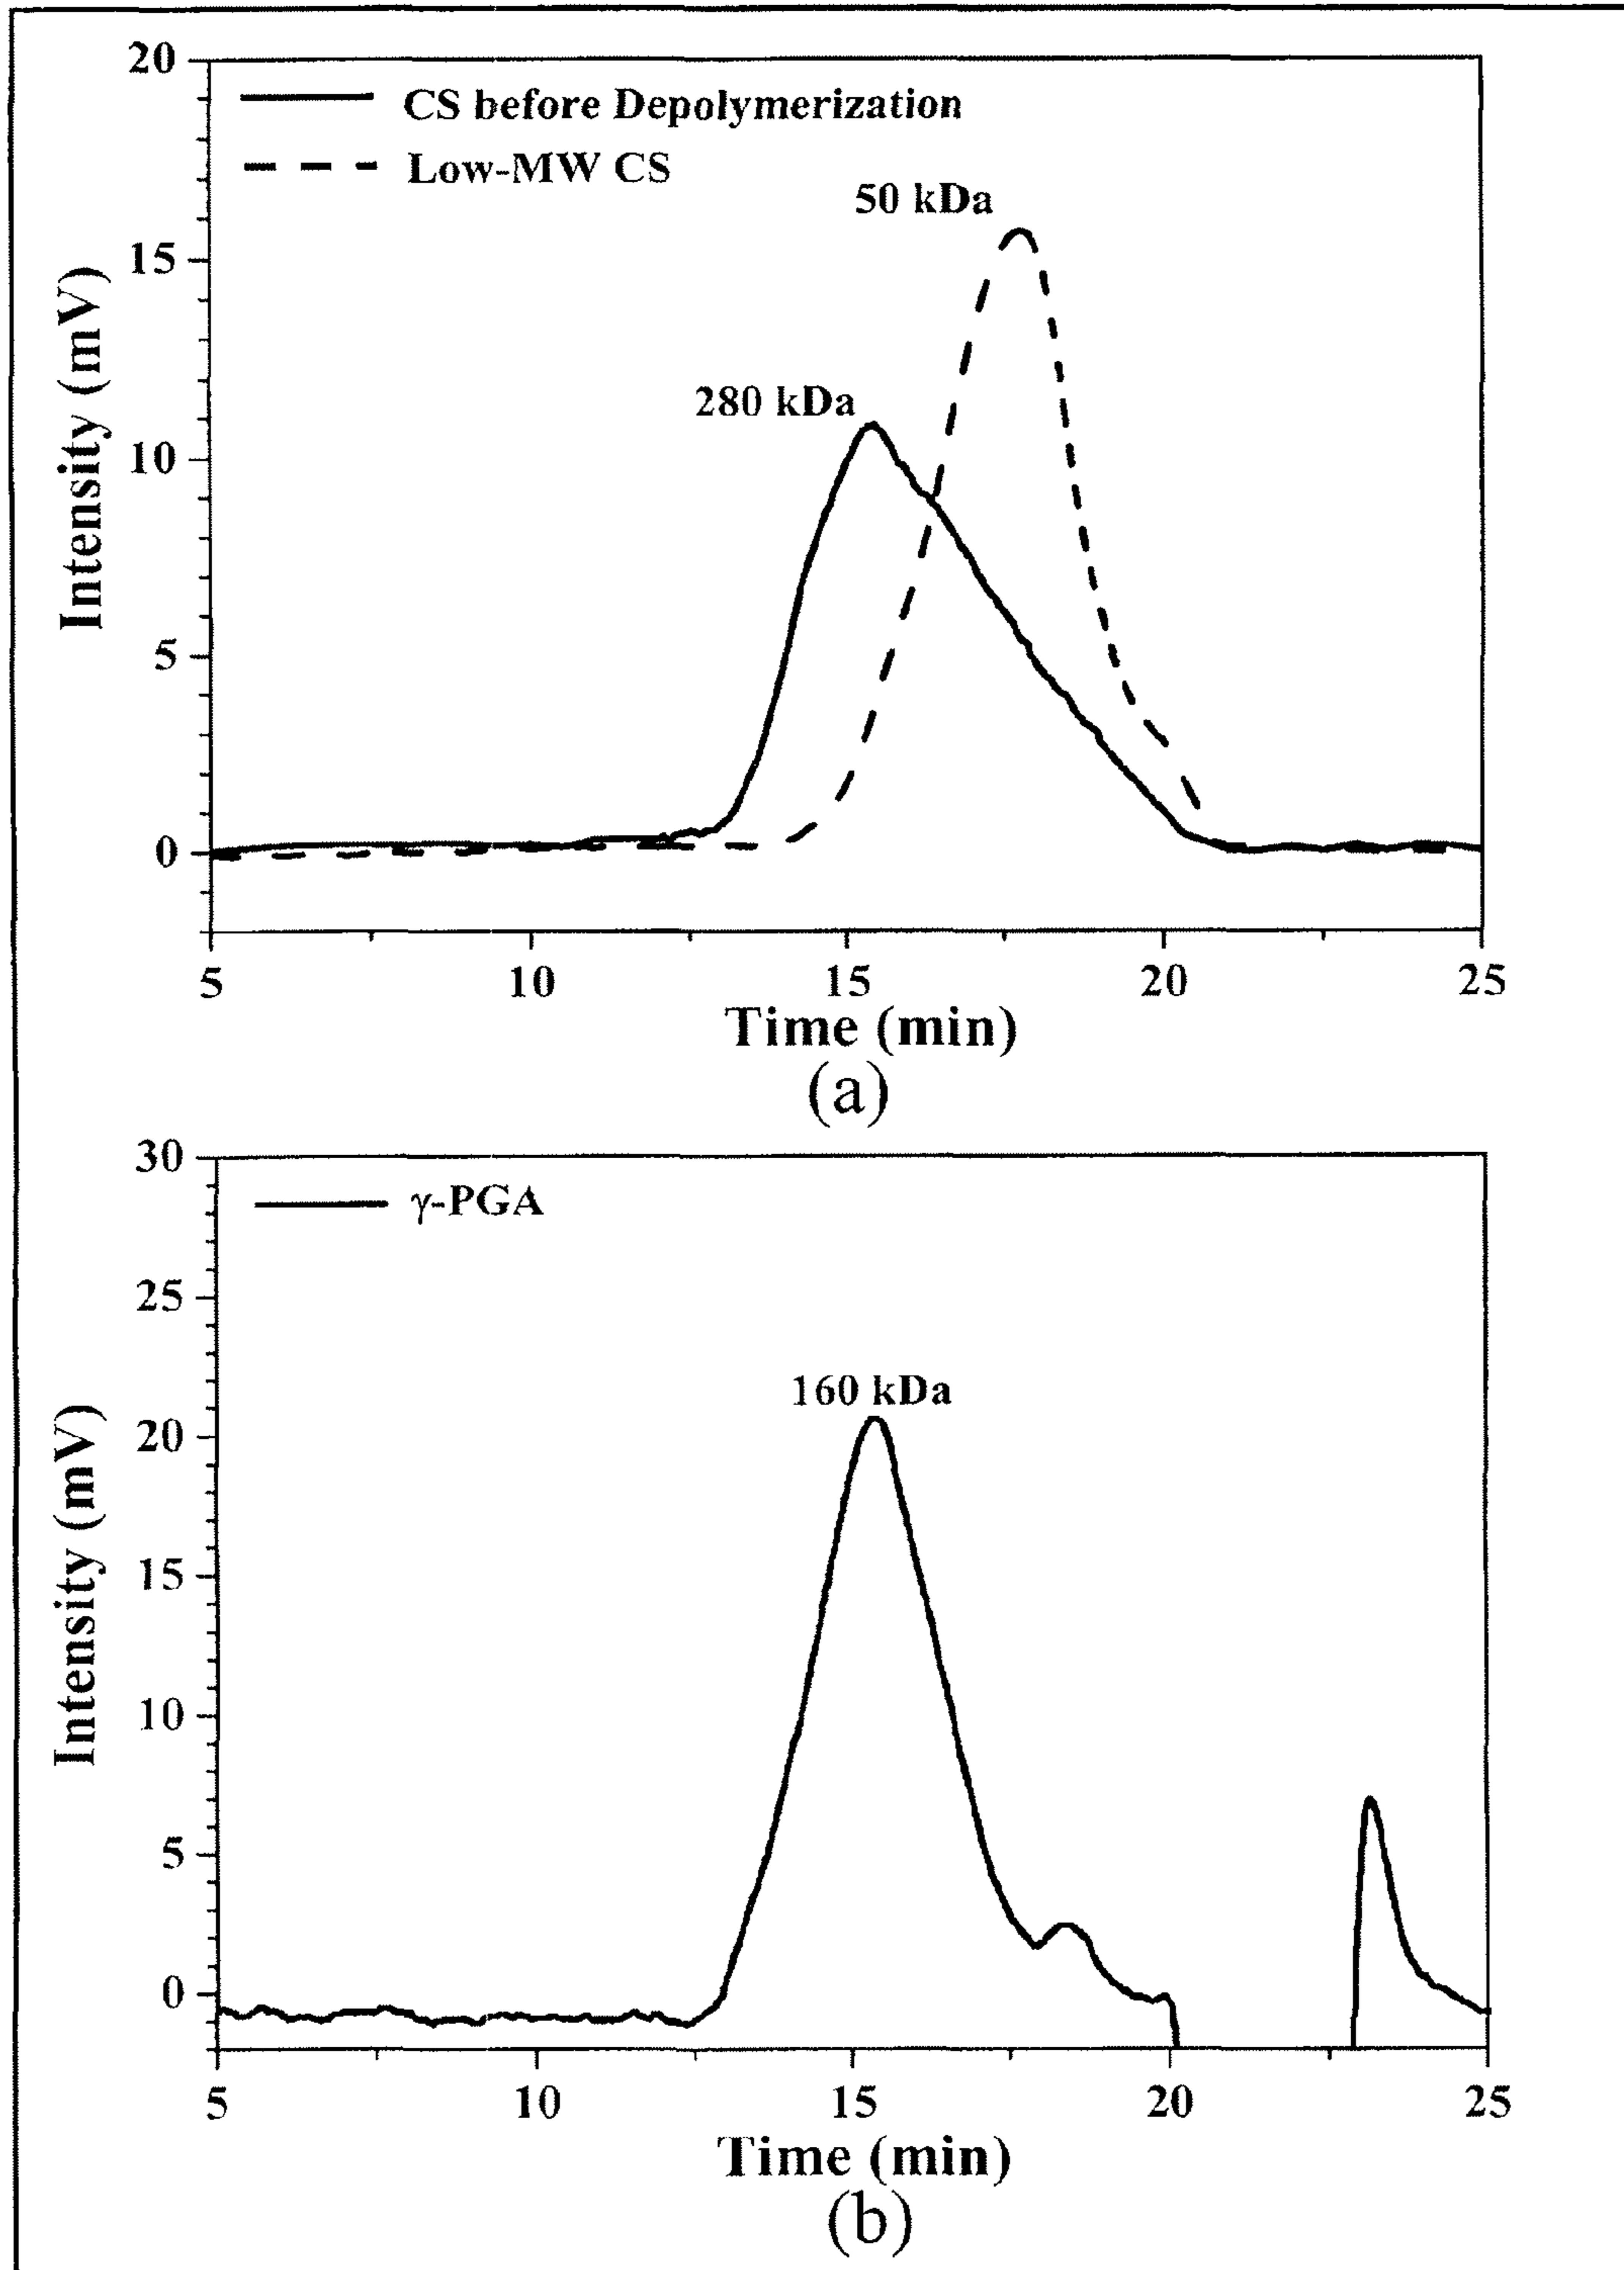 20
CS before Depolymerization
Low-MW CS
50 kDa
15
280 kDa
10
5
0
Intensity (mV)
5 10 15 20 25
Time (min)
(a)
30
γ-PGA
25
160 kDa
20
15
10
5
0
Intensity (mV)
5 10 15 20 25
Time (min)
(b)